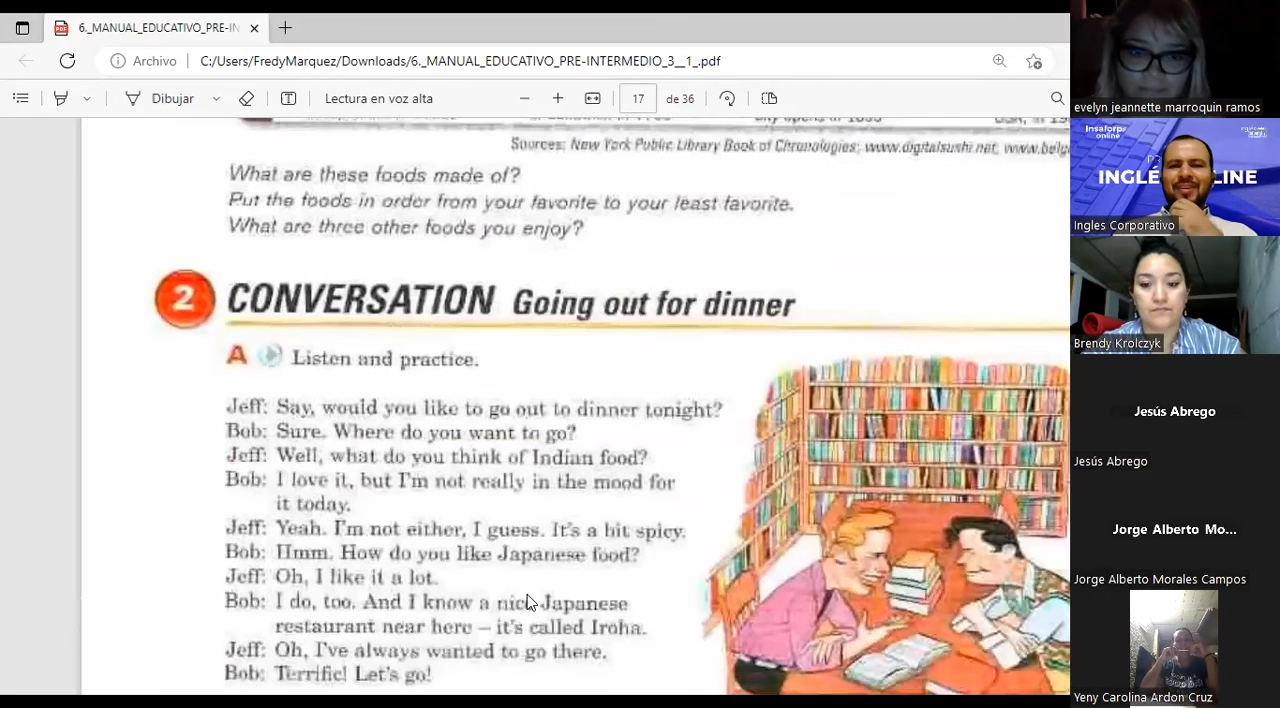 6._MANUAL_EDUCATIVO_PRE-IN
Archivo
C:/Users/FredyMarquez/Downloads/6._MANUAL_EDUCATIVO_PRE-INTERMEDIO_3__1_.pdf
Dibujar
Lectura en voz alta
17
de 36
Sources: New York Public Library Book of Chronologies; www.digitalsushi.net; www.belg
What are these foods made of?
Put the foods in order from your favorite to your least favorite.
What are three other foods you enjoy?
2 CONVERSATION Going out for dinner
A Listen and practice.
Jeff: Say, would you like to go out to dinner tonight?
Bob: Sure. Where do you want to go?
Jeff: Well, what do you think of Indian food?
Bob: I love it, but I'm not really in the mood for
it today.
Jeff: Yeah. I'm not either, I guess. It's a bit spicy.
Bob: Hmm. How do you like Japanese food?
Jeff: Oh, I like it a lot.
Bob: I do, too. And I know a nice Japanese
restaurant near here – it's called Iroha.
Jeff: Oh, I've always wanted to go there.
Bob: Terrific! Let's go!
evelyn jeannette marroquin ramos
Insaforp
online
INGLÉ LINE
Ingles Corporativo
Brendy Krolczyk
Jesús Abrego
Jesús Abrego
Jorge Alberto Mo...
Jorge Alberto Morales Campos
Yeny Carolina Ardon Cruz